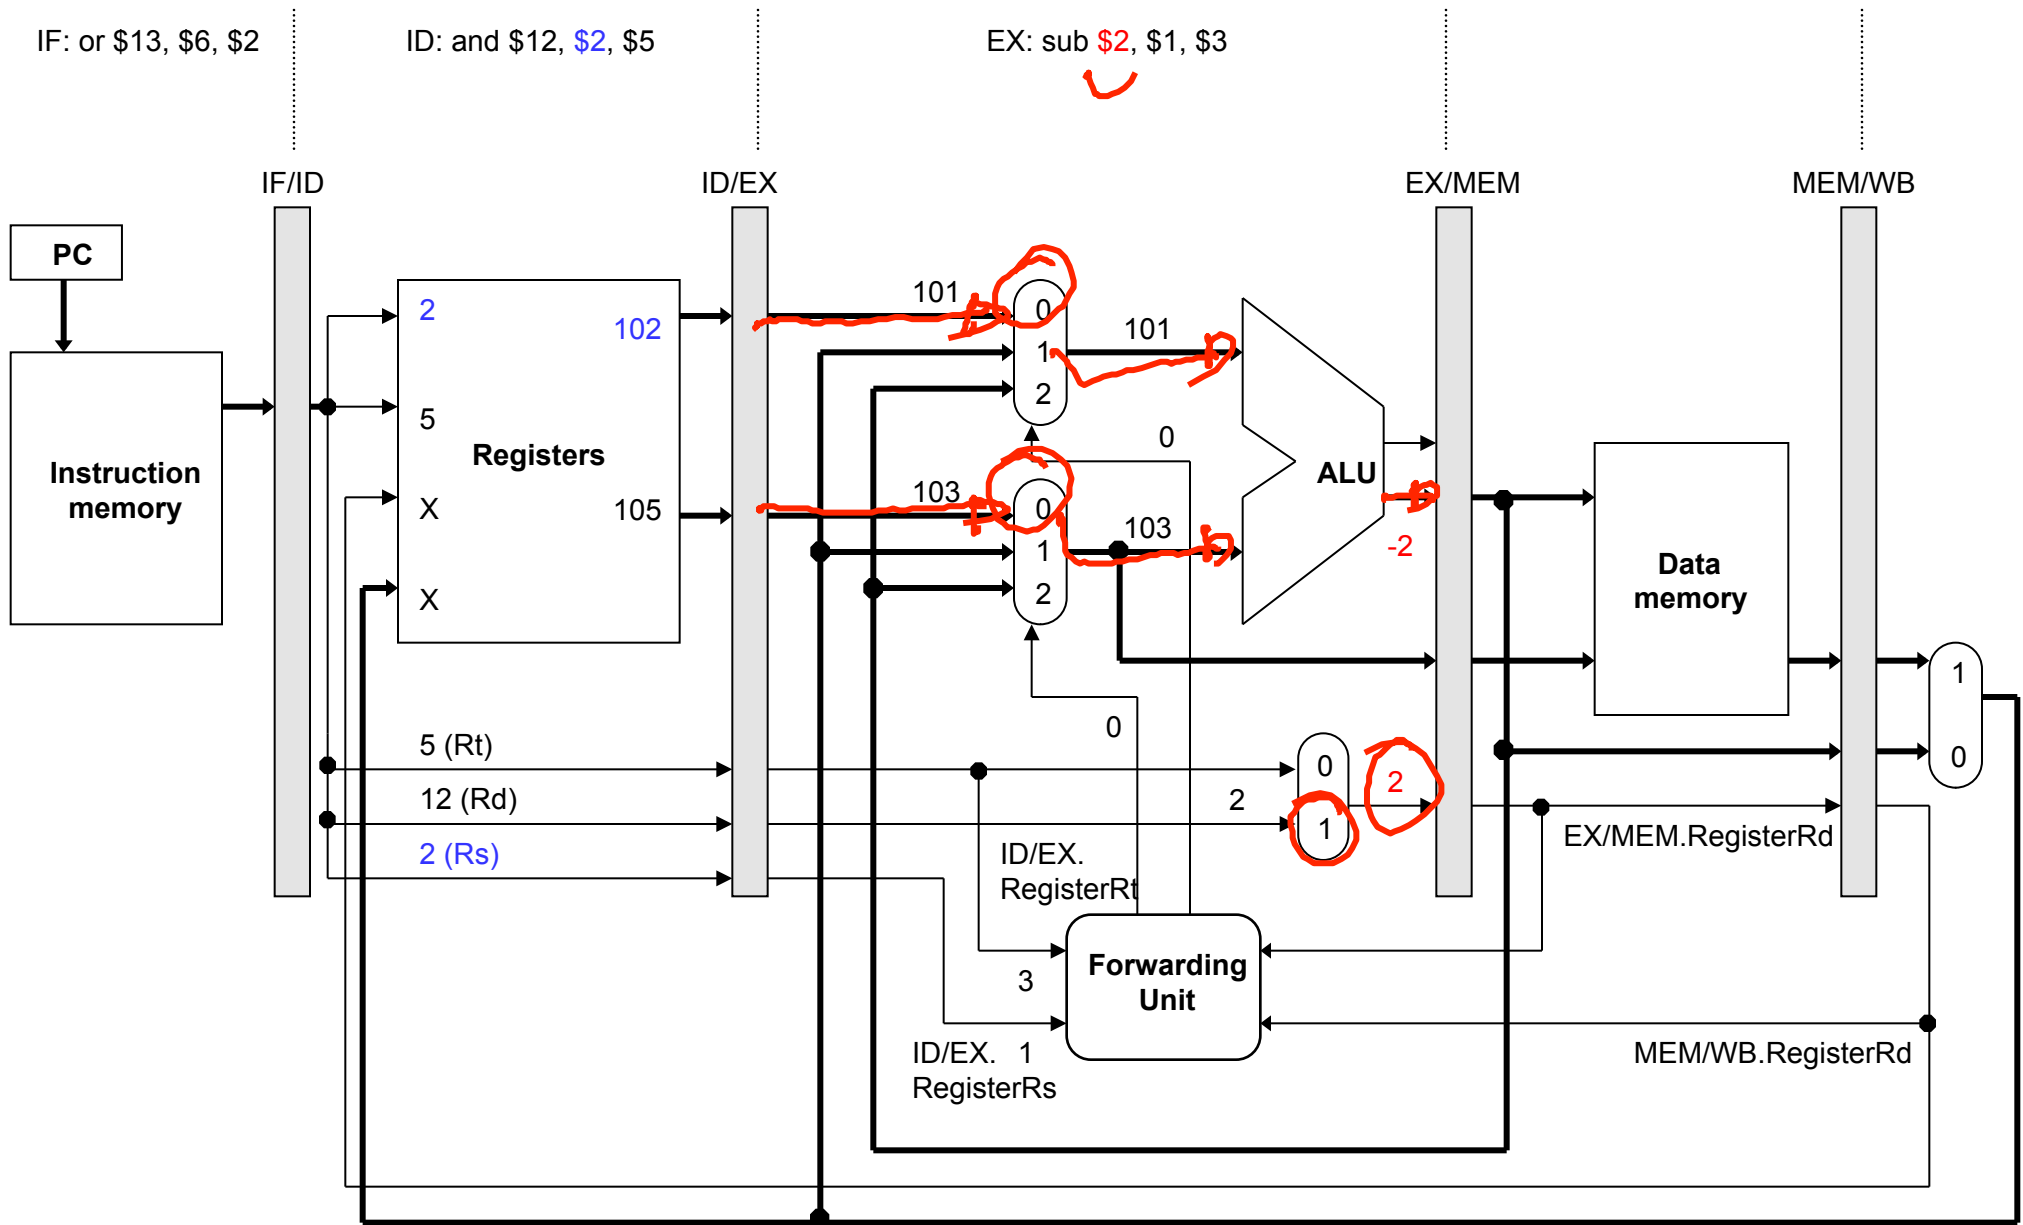 IF: or $13, $6, $2
ID: and $12, $2, $5
EX: sub $2, $1, $3
IF/ID
ID/EX
EX/MEM
MEM/WB
PC
Instruction
memory
2
102
5
Registers
X
105
X
101
0
1
2
101
0
103
0
1
2
103
0
ALU
-2
Data
memory
1
0
5 (Rt)
12 (Rd)
2 (Rs)
2
0
1
2
ID/EX.
RegisterRt
EX/MEM.RegisterRd
3
Forwarding
Unit
ID/EX. 1
RegisterRs
MEM/WB.RegisterRd